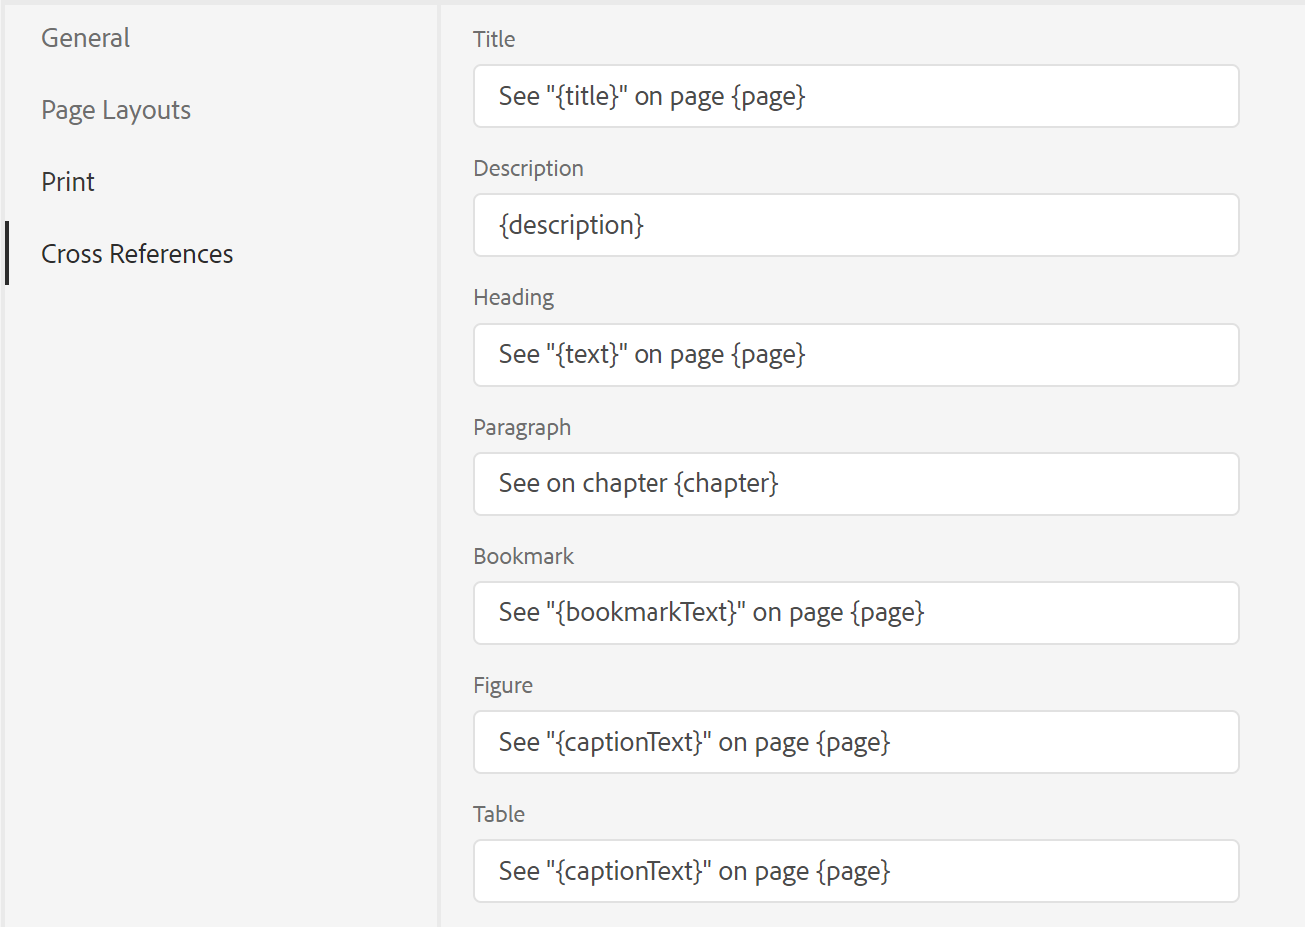 General
Page Layouts
Print
Cross References
Title
See "{title}" on page {page}
Description
{description}
Heading
See "{text}" on page {page}
Paragraph
See on chapter {chapter}
Bookmark
See "{bookmarkText}" on page {page}
Figure
See "{captionText}" on page {page}
Table
See "{captionText}" on page {page}